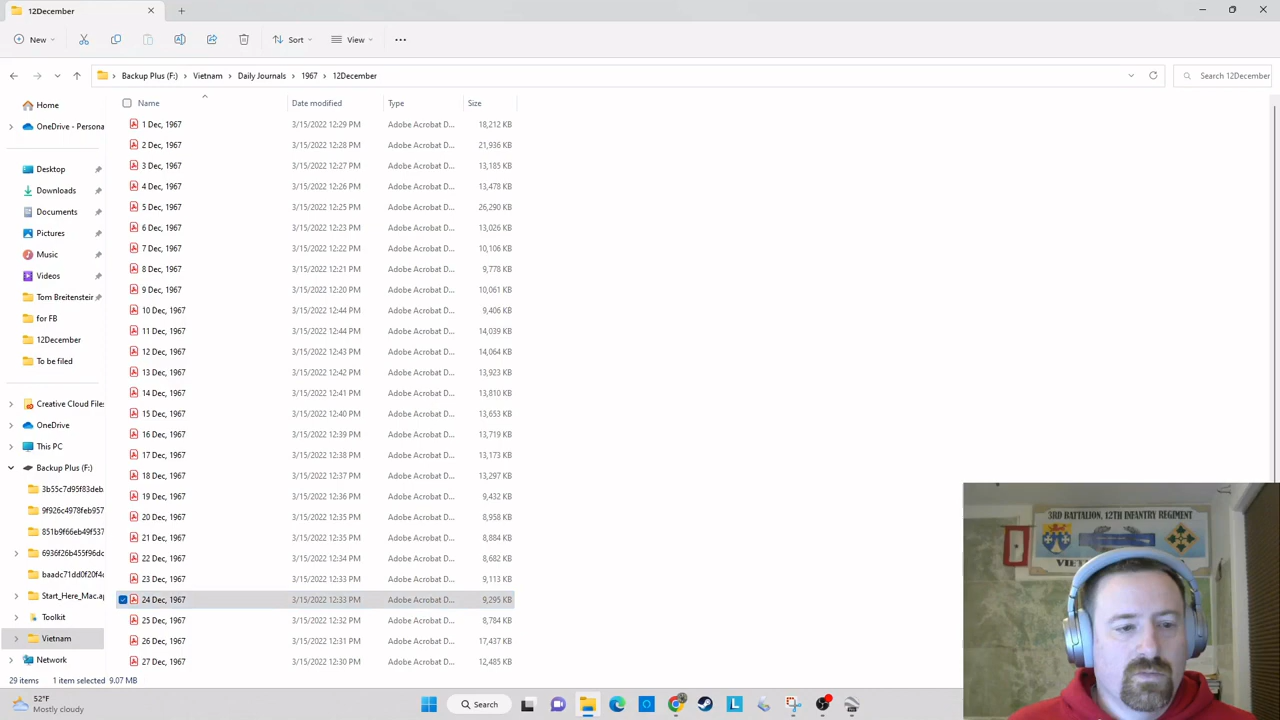 12December
New
Sort
View
Backup Plus (F:) > Vietnam > Daily Journals > 1967 > 12December
Search 12December
Name Date modified Type Size
Home
OneDrive - Persona
Desktop
Downloads
Documents
Pictures
Music
Videos
Tom Breitenstein
for FB
12December
To be filed
Creative Cloud Files
OneDrive
This PC
Backup Plus (F:)
3b55c7d95f83deb.
9f926c4978feb957
851b9f66eb49f537
6936f26b455f96dc
baadc71dd0f20f4c
Start_Here_Mac.ap
Toolkit
Vietnam
Network
1 Dec, 1967 3/15/2022 12:29 PM Adobe Acrobat D... 18,212 KB
2 Dec, 1967 3/15/2022 12:28 PM Adobe Acrobat D... 21,936 KB
3 Dec, 1967 3/15/2022 12:27 PM Adobe Acrobat D... 13,185 KB
4 Dec, 1967 3/15/2022 12:26 PM Adobe Acrobat D... 13,478 KB
5 Dec, 1967 3/15/2022 12:25 PM Adobe Acrobat D... 26,290 KB
6 Dec, 1967 3/15/2022 12:23 PM Adobe Acrobat D... 13,026 KB
7 Dec, 1967 3/15/2022 12:22 PM Adobe Acrobat D... 10,106 KB
8 Dec, 1967 3/15/2022 12:21 PM Adobe Acrobat D... 9,778 KB
9 Dec, 1967 3/15/2022 12:20 PM Adobe Acrobat D... 10,061 KB
10 Dec, 1967 3/15/2022 12:44 PM Adobe Acrobat D... 9,406 KB
11 Dec, 1967 3/15/2022 12:44 PM Adobe Acrobat D... 14,039 KB
12 Dec, 1967 3/15/2022 12:43 PM Adobe Acrobat D... 14,064 KB
13 Dec, 1967 3/15/2022 12:42 PM Adobe Acrobat D... 13,923 KB
14 Dec, 1967 3/15/2022 12:41 PM Adobe Acrobat D... 13,810 KB
15 Dec, 1967 3/15/2022 12:40 PM Adobe Acrobat D... 13,653 KB
16 Dec, 1967 3/15/2022 12:39 PM Adobe Acrobat D... 13,719 KB
17 Dec, 1967 3/15/2022 12:38 PM Adobe Acrobat D... 13,173 KB
18 Dec, 1967 3/15/2022 12:37 PM Adobe Acrobat D... 13,297 KB
19 Dec, 1967 3/15/2022 12:36 PM Adobe Acrobat D... 9,432 KB
20 Dec, 1967 3/15/2022 12:35 PM Adobe Acrobat D... 8,958 KB
21 Dec, 1967 3/15/2022 12:35 PM Adobe Acrobat D... 8,884 KB
22 Dec, 1967 3/15/2022 12:34 PM Adobe Acrobat D... 8,682 KB
23 Dec, 1967 3/15/2022 12:33 PM Adobe Acrobat D... 9,113 KB
24 Dec, 1967 3/15/2022 12:33 PM Adobe Acrobat D... 9,295 KB
25 Dec, 1967 3/15/2022 12:32 PM Adobe Acrobat D... 8,784 KB
26 Dec, 1967 3/15/2022 12:31 PM Adobe Acrobat D... 17,437 KB
27 Dec, 1967 3/15/2022 12:30 PM Adobe Acrobat D... 12,485 KB
3RD BATTALION, 12TH INFANTRY REGIMENT
29 items 1 item selected 9.07 MB
52°F
Mostly cloudy
Search